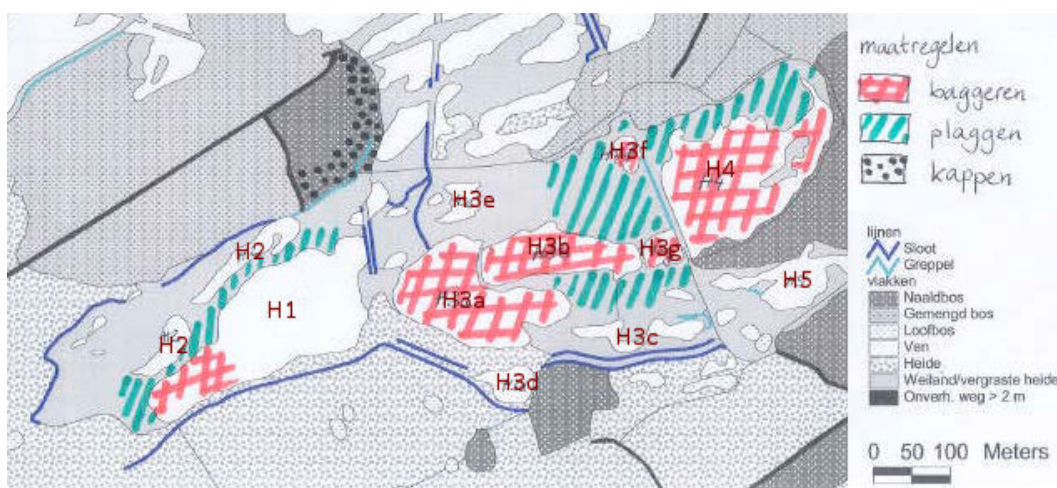 maatregelen
baggeren
plaggen
kappen
H3f
H4
H3e
H2
H3b
H3g
H5
H3a
H1
H2
H3c
H3d
lijnen
Sloot
Greppel
vlakken
Naaldbos
Gemengd bos
Loofbos
Ven
Heide
Weiland/vergraste heide
Onverh. weg > 2 m
0 50 100 Meters